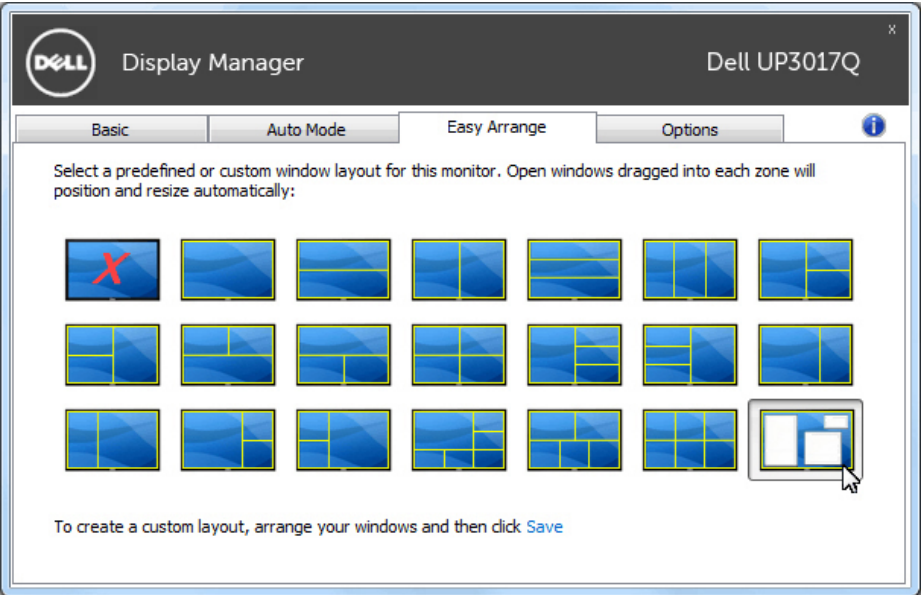 x
DELL
Display Manager
Dell UP3017Q
Basic
Auto Mode
Easy Arrange
Options
i
Select a predefined or custom window layout for this monitor. Open windows dragged into each zone will
position and resize automatically:
X
To create a custom layout, arrange your windows and then click Save